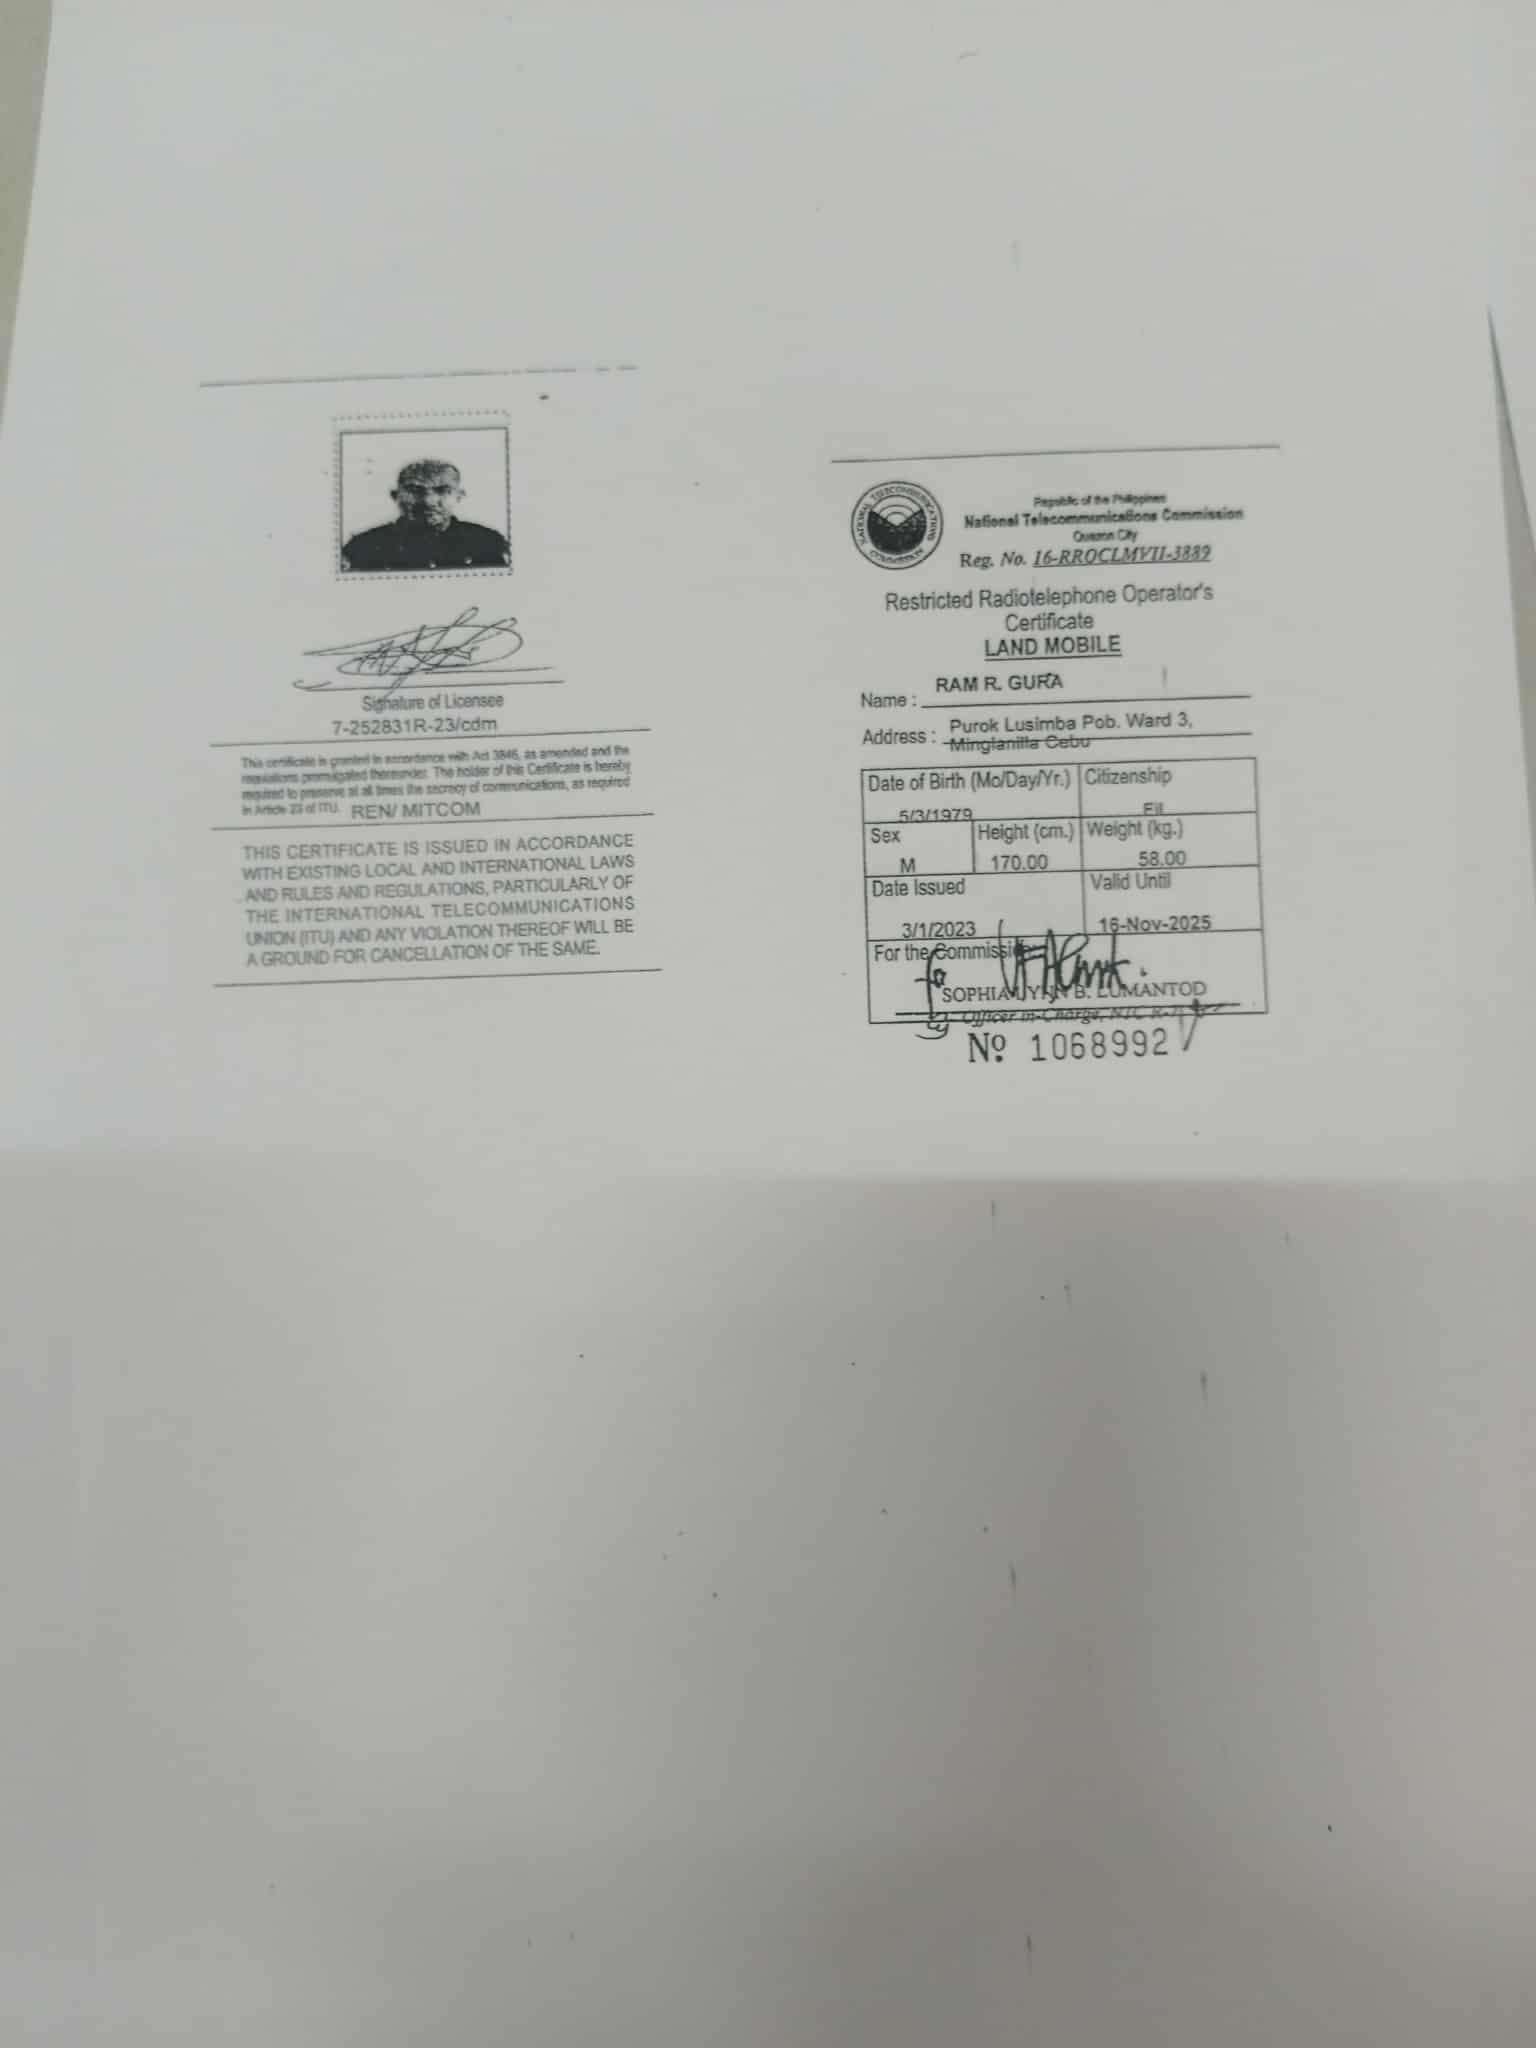 Signature of Licensee
7-252831R-23/cdm
This certificate is granted in accordance with Act 3846, as amended and the
regulations promulgated thereunder. The holder of this Certificate is hereby
required to preserve at all times the secrecy of communications, as required
in Article 23 of ITU. REN/ MITCOM
THIS CERTIFICATE IS ISSUED IN ACCORDANCE
WITH EXISTING LOCAL AND INTERNATIONAL LAWS
AND RULES AND REGULATIONS, PARTICULARLY OF
THE INTERNATIONAL TELECOMMUNICATIONS
UNION (ITU) AND ANY VIOLATION THEREOF WILL BE
A GROUND FOR CANCELLATION OF THE SAME.
NATIONAL TELECOMMUNICATIONS COMMISSION
Republic of the Philippines
National Telecommunications Commission
Quezon City
Reg. No. 16-RROCLMVII-3889
Restricted Radiotelephone Operator's
Certificate
LAND MOBILE
Name : RAM R. GURA
Address : Purok Lusimba Pob. Ward 3,
Minglanilla Cebu
Date of Birth (Mo/Day/Yr.) Citizenship
5/3/1979 Fil
Sex Height (cm.) Weight (kg.)
M 170.00 58.00
Date Issued Valid Until
3/1/2023 16-Nov-2025
For the Commission
SOPHIA LYNN B. LUMANTOD
Officer in-Charge, NTC R-7
Nº 1068992